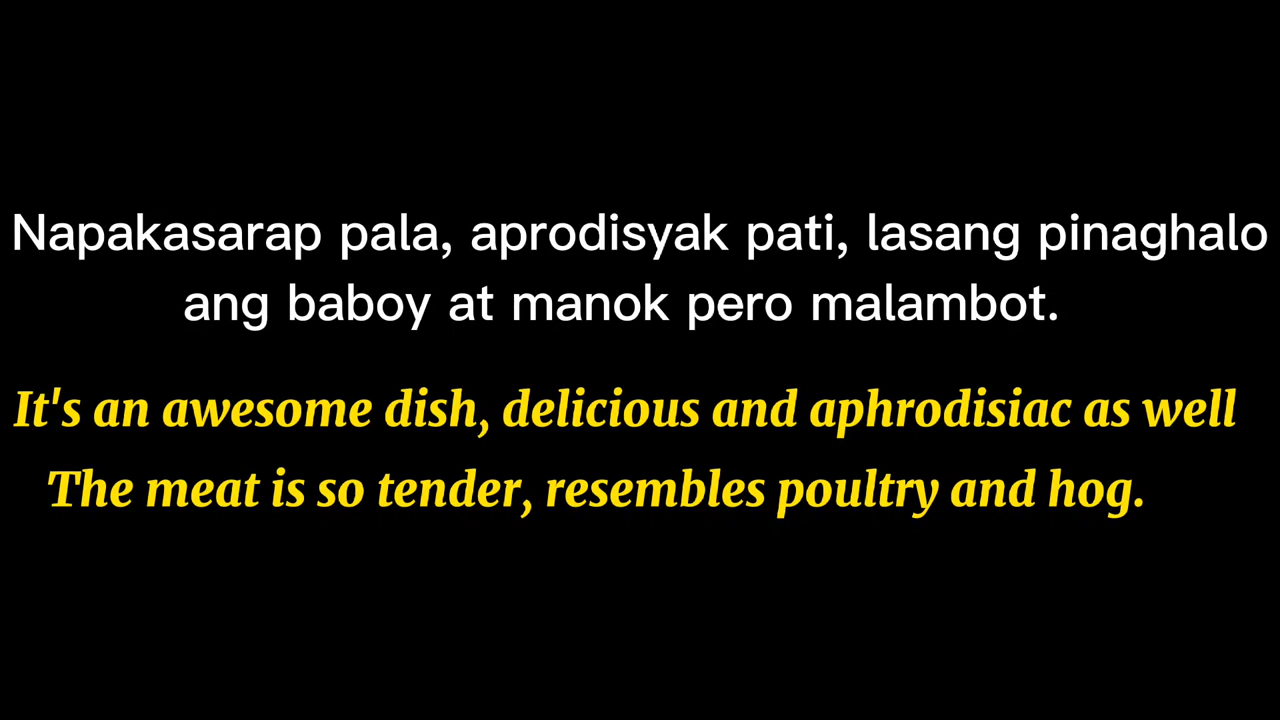 Napakasarap pala, aprodisyak pati, lasang pinaghalo
ang baboy at manok pero malambot.
It's an awesome dish, delicious and aphrodisiac as well
The meat is so tender, resembles poultry and hog.